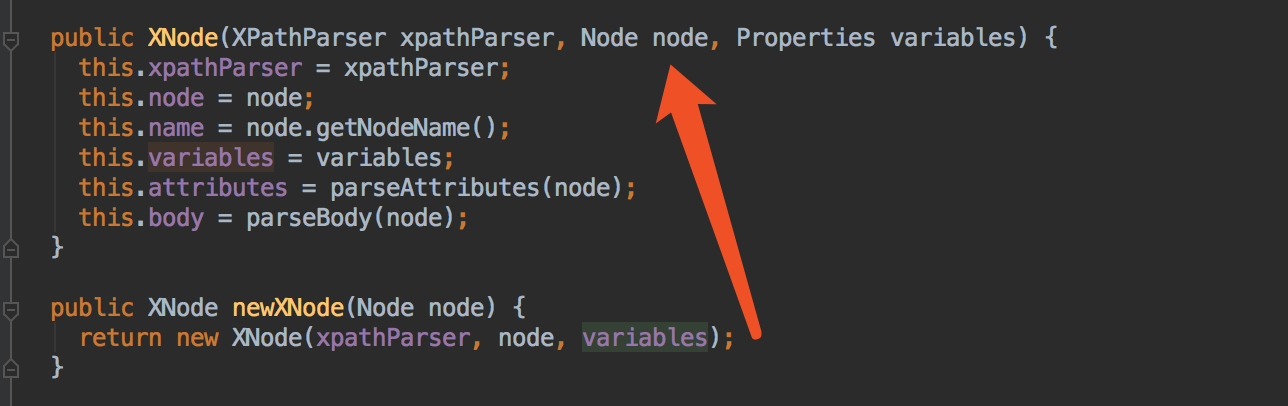 public XNode(XPathParser xpathParser, Node node, Properties variables) {
this.xpathParser = xpathParser;
this.node = node;
this.name = node.getNodeName();
this.variables = variables;
this.attributes = parseAttributes(node);
this.body = parseBody(node);
}
public XNode newXNode(Node node) {
return new XNode(xpathParser, node, variables);
}